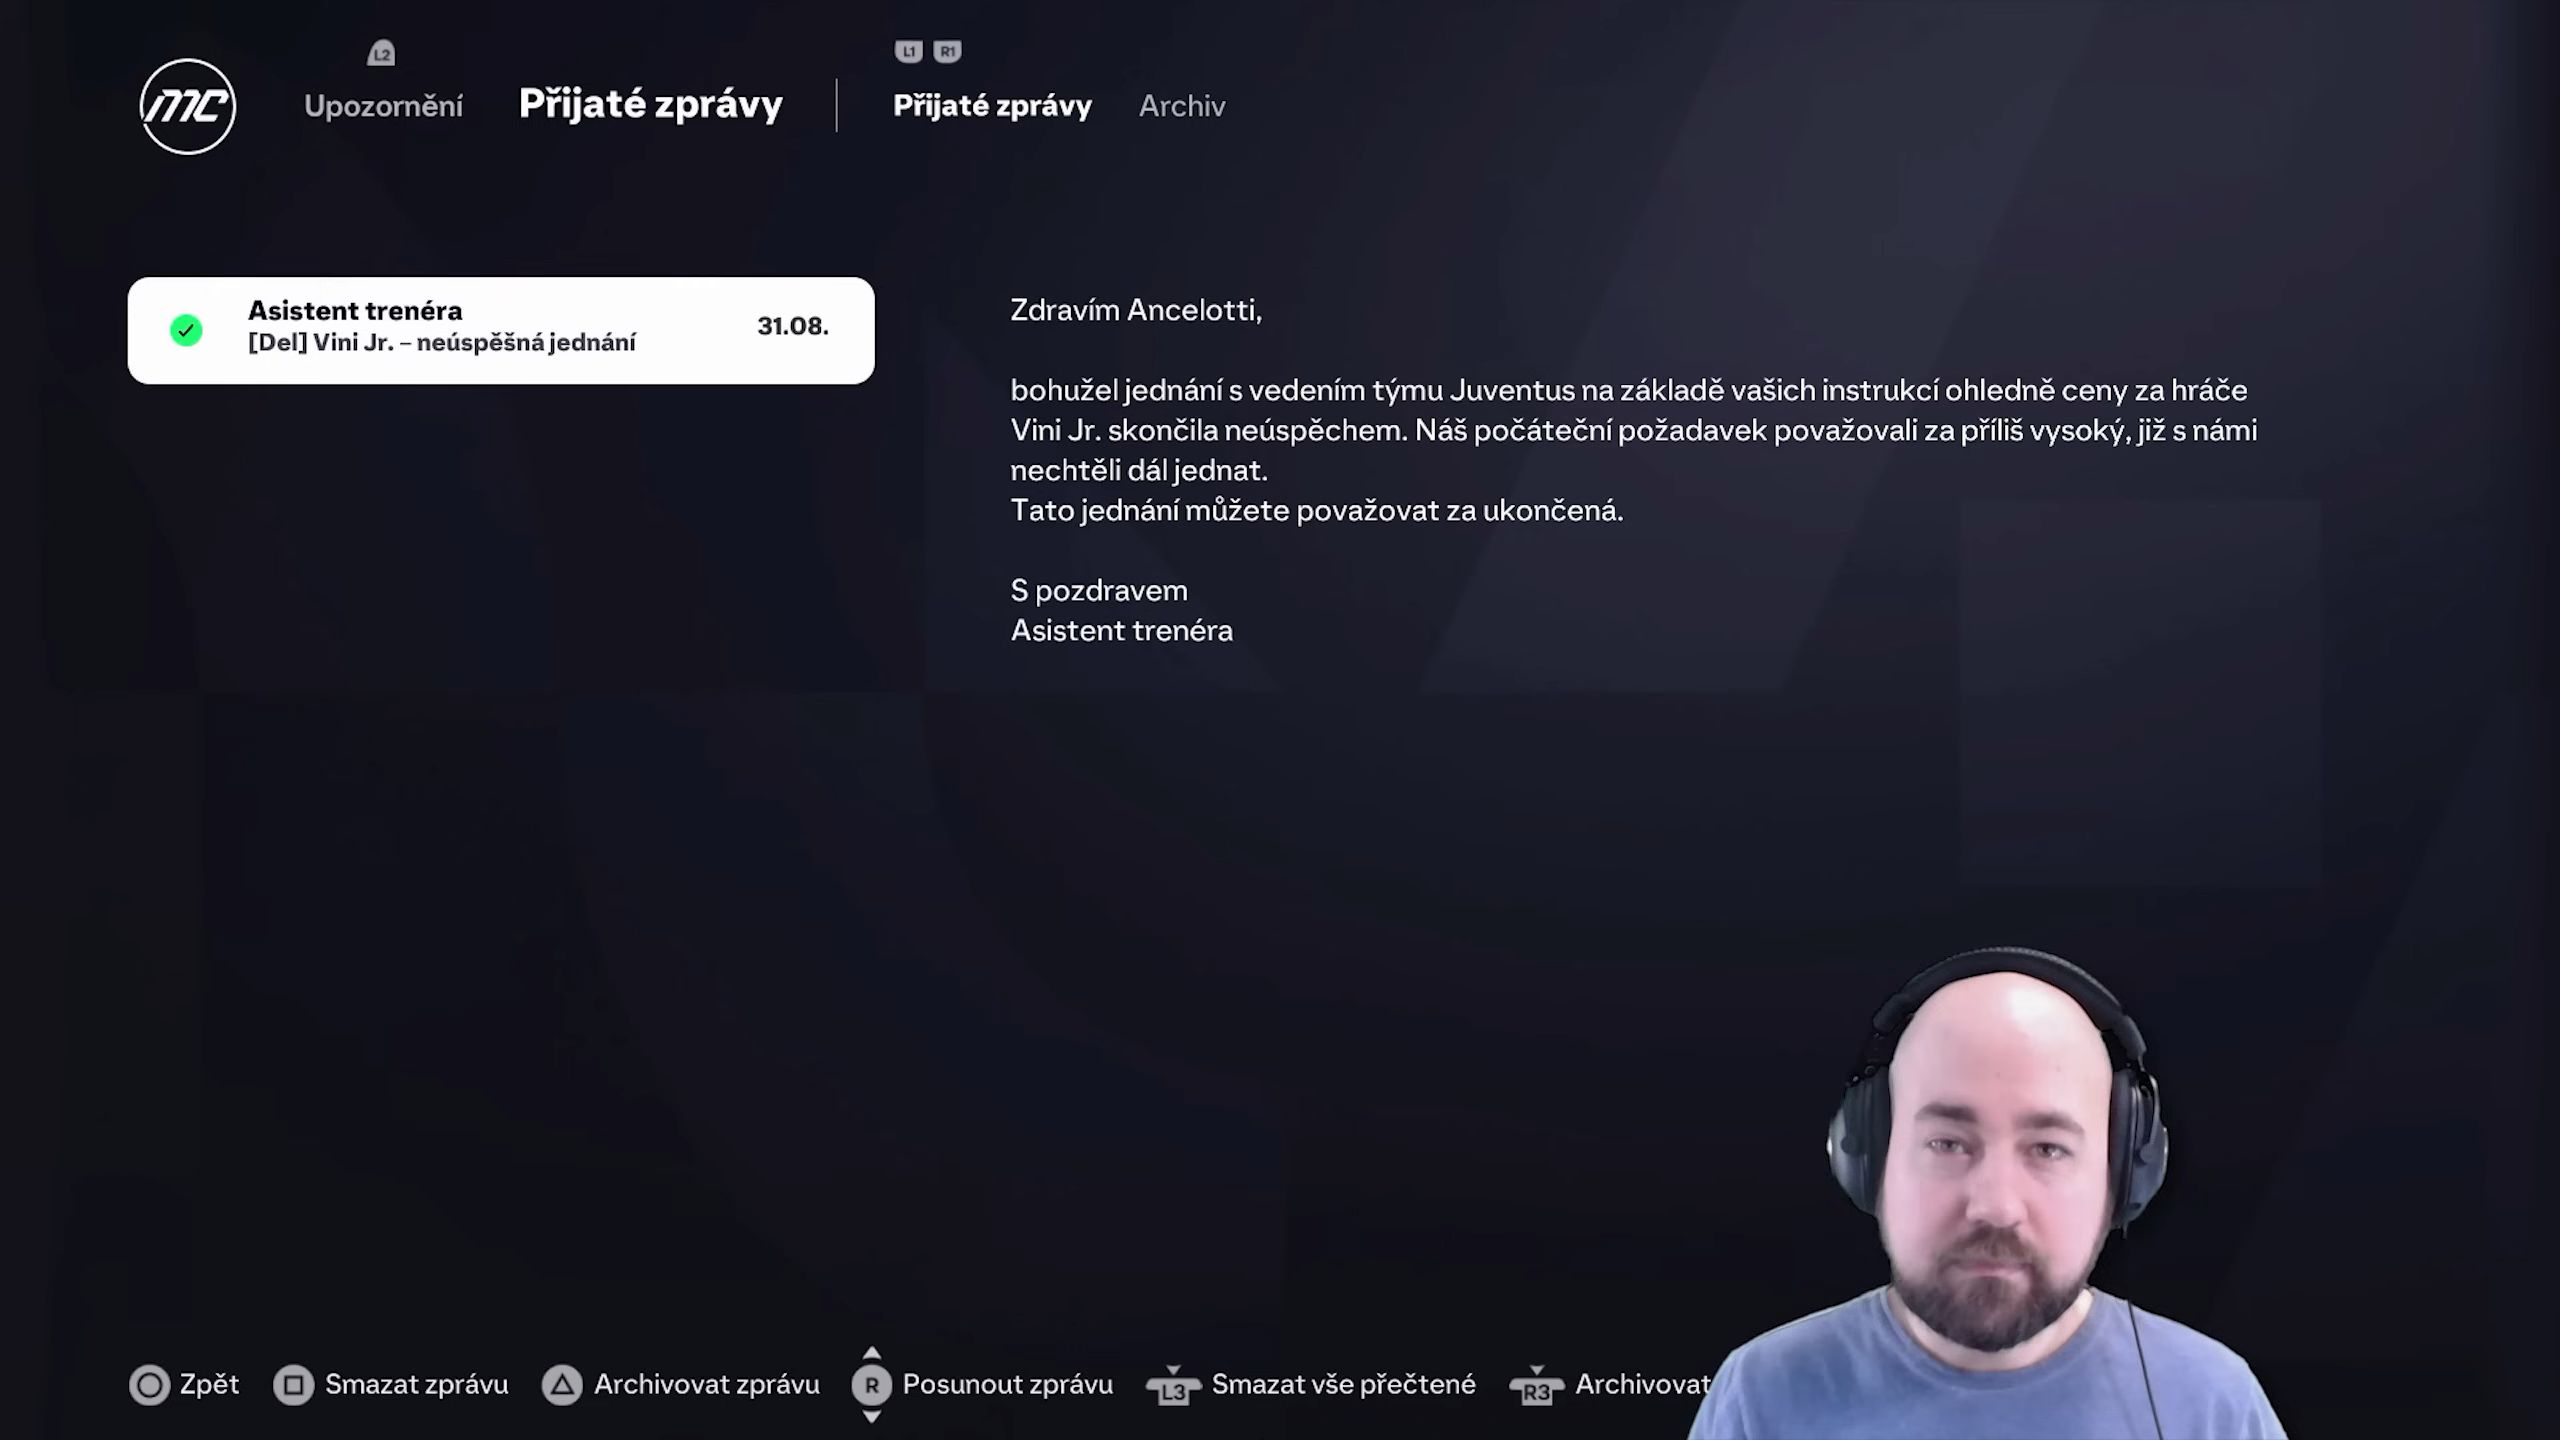 L2
L1 R1
MC Upozornění Přijaté zprávy Přijaté zprávy Archiv
Asistent trenéra
[Del] Vini Jr. – neúspěšná jednání
31.08.
Zdravím Ancelotti,
bohužel jednání s vedením týmu Juventus na základě vašich instrukcí ohledně ceny za hráče
Vini Jr. skončila neúspěchem. Náš počáteční požadavek považovali za příliš vysoký, již s námi
nechtěli dál jednat.
Tato jednání můžete považovat za ukončená.
S pozdravem
Asistent trenéra
Zpět Smazat zprávu Archivovat zprávu R Posunout zprávu L3 Smazat vše přečtené R3 Archivovat